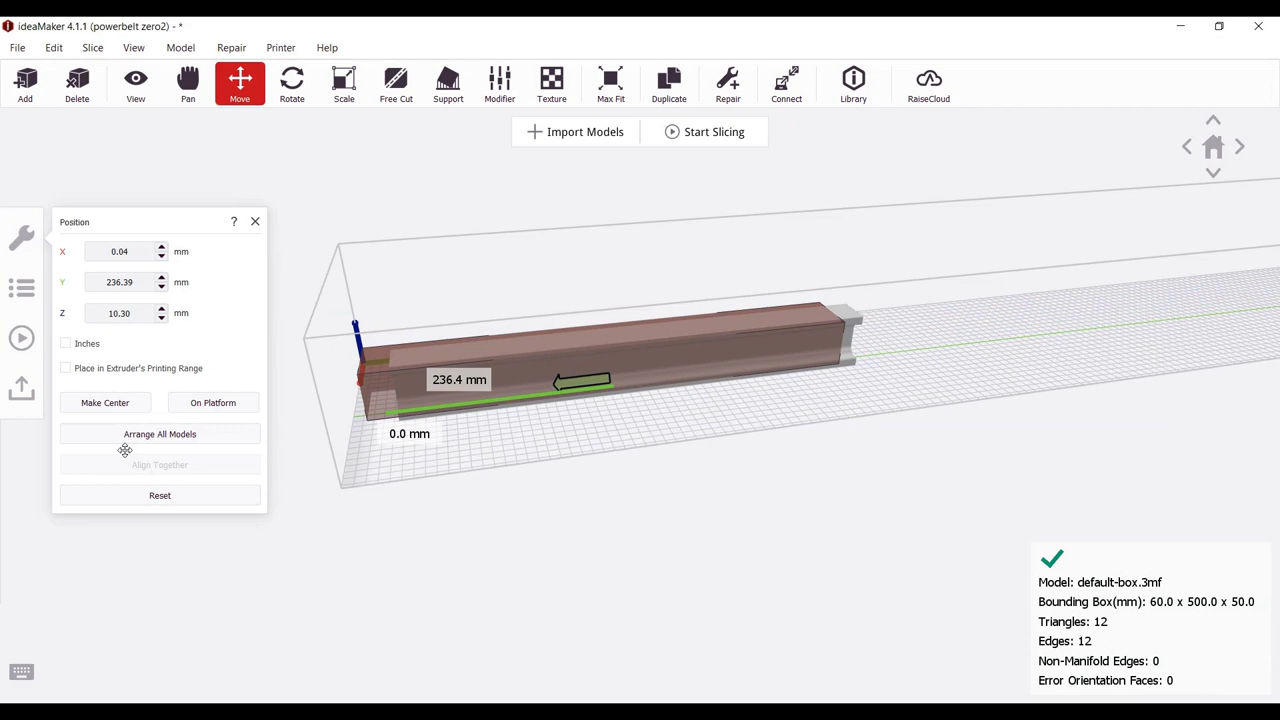 ideaMaker 4.1.1 (powerbelt zero2) - *
File Edit Slice View Model Repair Printer Help
Add Delete View Pan Move Rotate Scale Free Cut Support Modifier Texture Max Fit Duplicate Repair Connect Library RaiseCloud
Import Models Start Slicing
Position ?
X 0.04 mm
Y 236.39 mm
Z 10.30 mm
Inches
Place in Extruder's Printing Range
Make Center On Platform
Arrange All Models
Align Together
Reset
236.4 mm
0.0 mm
Model: default-box.3mf
Bounding Box(mm): 60.0 x 500.0 x 50.0
Triangles: 12
Edges: 12
Non-Manifold Edges: 0
Error Orientation Faces: 0